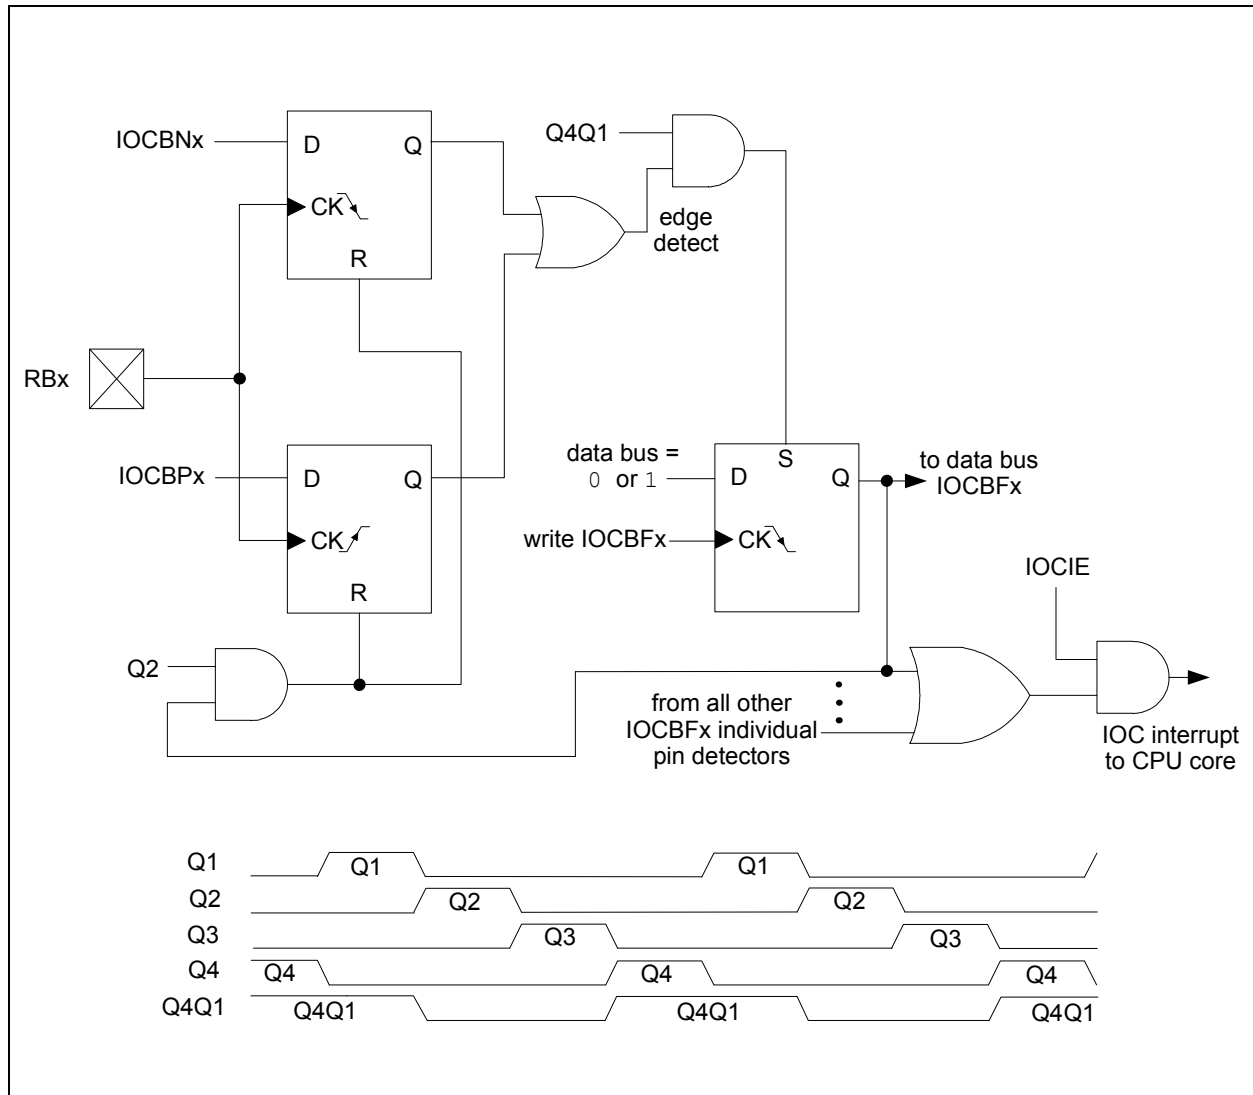 IOCBNx
D
Q
CK
R
Q4Q1
edge
detect
RBx
IOCBPx
D
Q
CK
R
data bus =
0 or 1
D
S
Q
write IOCBFx
CK
to data bus
IOCBFx
IOCIE
Q2
from all other
IOCBFx individual
pin detectors
IOC interrupt
to CPU core
Q1 Q1 Q1
Q2 Q2 Q2
Q3 Q3 Q3
Q4 Q4 Q4 Q4
Q4Q1 Q4Q1 Q4Q1 Q4Q1